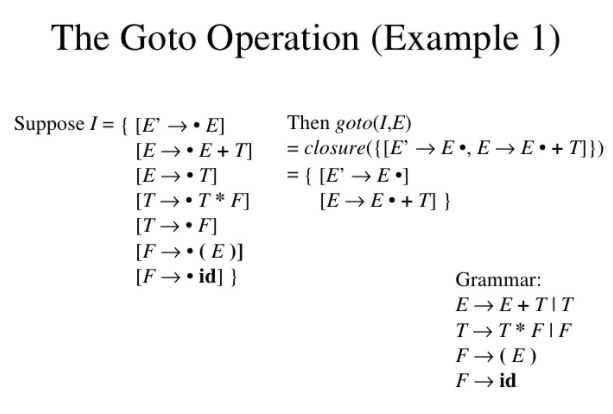 The Goto Operation (Example 1)
Suppose I = { [E’ → • E]
[E → • E + T]
[E → • T]
[T → • T * F]
[T → • F]
[F → • ( E )]
[F → • id] }
Then goto(I,E)
= closure({[E’ → E •, E → E • + T]})
= { [E’ → E •]
[E → E • + T] }
Grammar:
E → E + T | T
T → T * F | F
F → ( E )
F → id